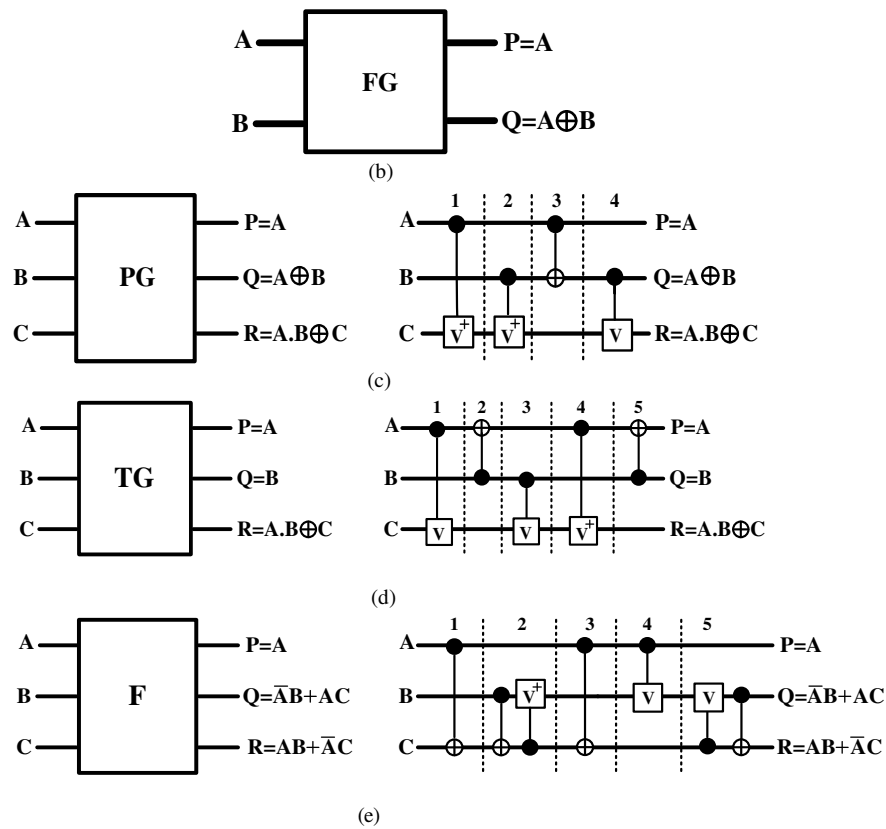 A P=A
FG
B Q=A⊕B
(b)
1 2 3 4
A P=A A P=A
B PG Q=A⊕B B Q=A⊕B
C R=A.B⊕C C V+ V+ V R=A.B⊕C
(c)
1 2 3 4 5
A P=A A P=A
B TG Q=B B Q=B
C R=A.B⊕C C V V V+ R=A.B⊕C
(d)
1 2 3 4 5
A P=A A P=A
B F Q=A̅B+AC B V+ V V Q=A̅B+AC
C R=AB+A̅C C R=AB+A̅C
(e)